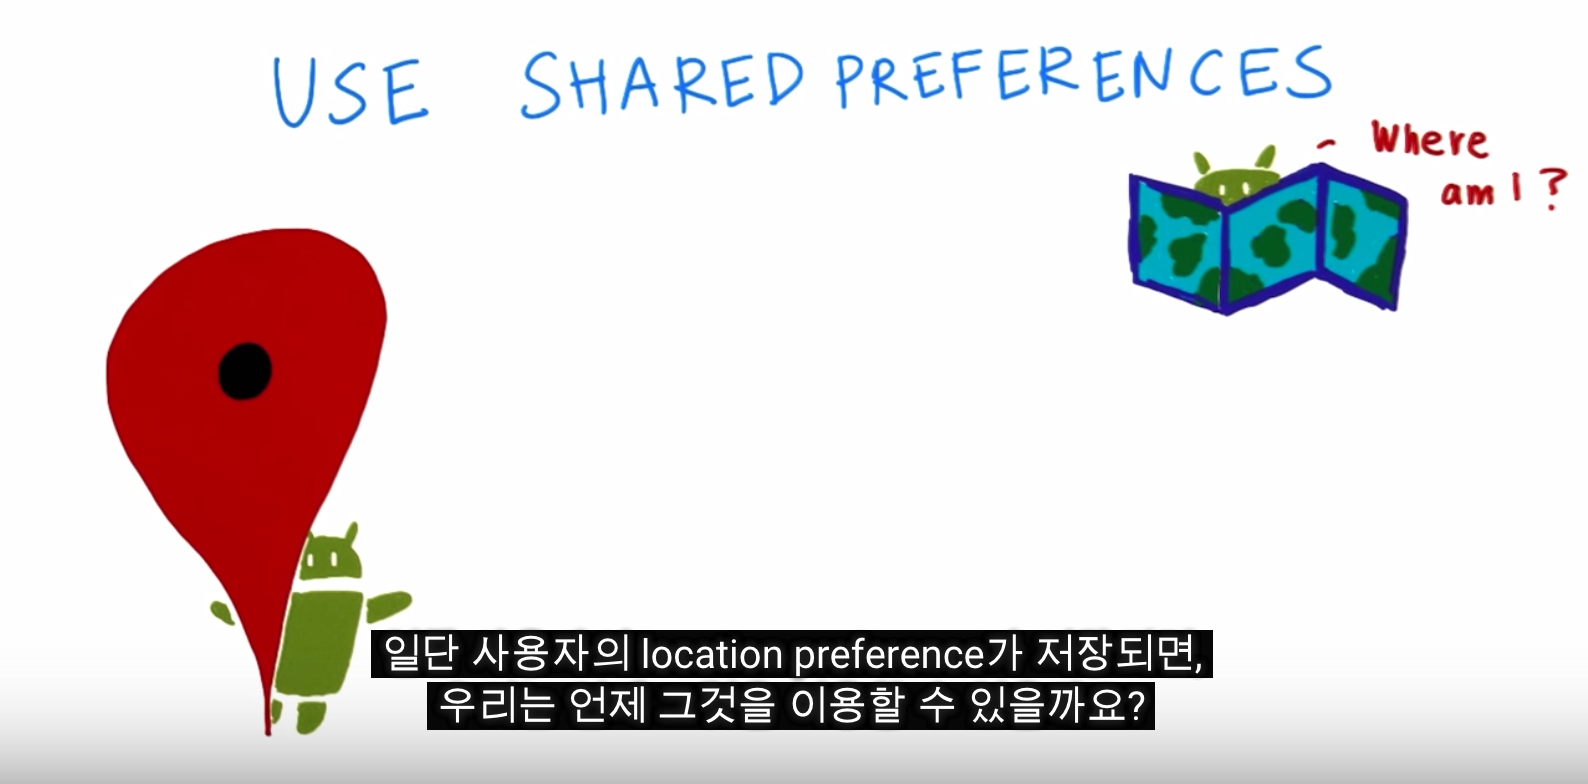 USE SHARED PREFERENCES
Where
am I?
일단 사용자의 location preference가 저장되면,
우리는 언제 그것을 이용할 수 있을까요?